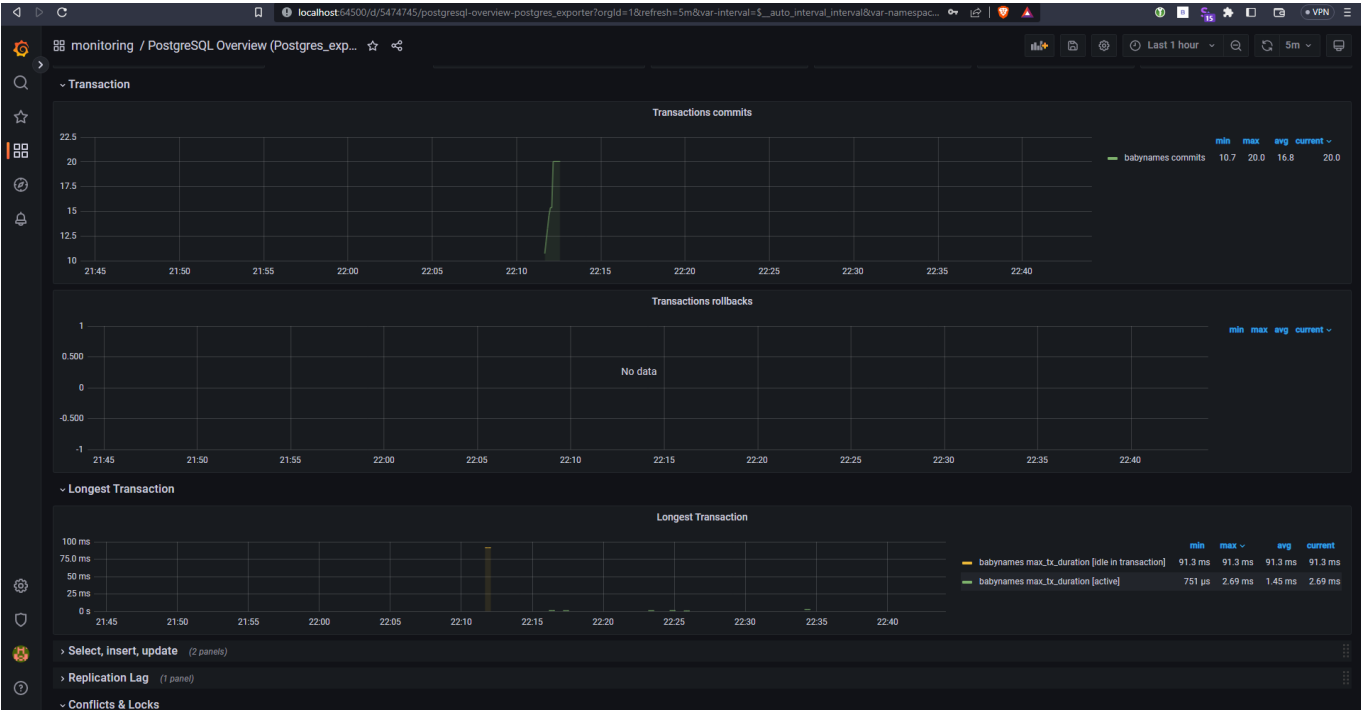 localhost:64500/d/5474745/postgresql-overview-postgres_exporter?orgId=1&refresh=5m&var-interval=$__auto_interval_interval&var-namespac...
15
VPN
monitoring / PostgreSQL Overview (Postgres_exp...
Last 1 hour
5m
Transaction
Transactions commits
22.5
20
17.5
15
12.5
10
21:45 21:50 21:55 22:00 22:05 22:10 22:15 22:20 22:25 22:30 22:35 22:40
min max avg current
babynames commits 10.7 20.0 16.8 20.0
Transactions rollbacks
1
0.500
0
-0.500
-1
No data
21:45 21:50 21:55 22:00 22:05 22:10 22:15 22:20 22:25 22:30 22:35 22:40
min max avg current
Longest Transaction
Longest Transaction
100 ms
75.0 ms
50 ms
25 ms
0 s
21:45 21:50 21:55 22:00 22:05 22:10 22:15 22:20 22:25 22:30 22:35 22:40
min max avg current
babynames max_tx_duration [idle in transaction] 91.3 ms 91.3 ms 91.3 ms 91.3 ms
babynames max_tx_duration [active] 751 µs 2.69 ms 1.45 ms 2.69 ms
Select, insert, update (2 panels)
Replication Lag (1 panel)
Conflicts & Locks